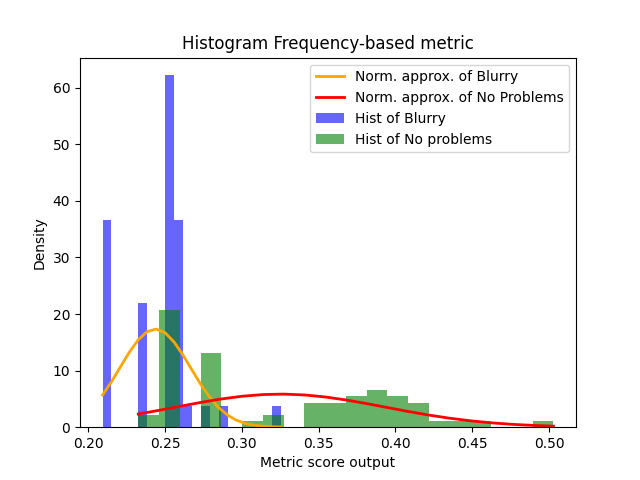 Histogram Frequency-based metric
Norm. approx. of Blurry
Norm. approx. of No Problems
Hist of Blurry
Hist of No problems
60
50
40
30
20
10
0
Density
0.20 0.25 0.30 0.35 0.40 0.45 0.50
Metric score output